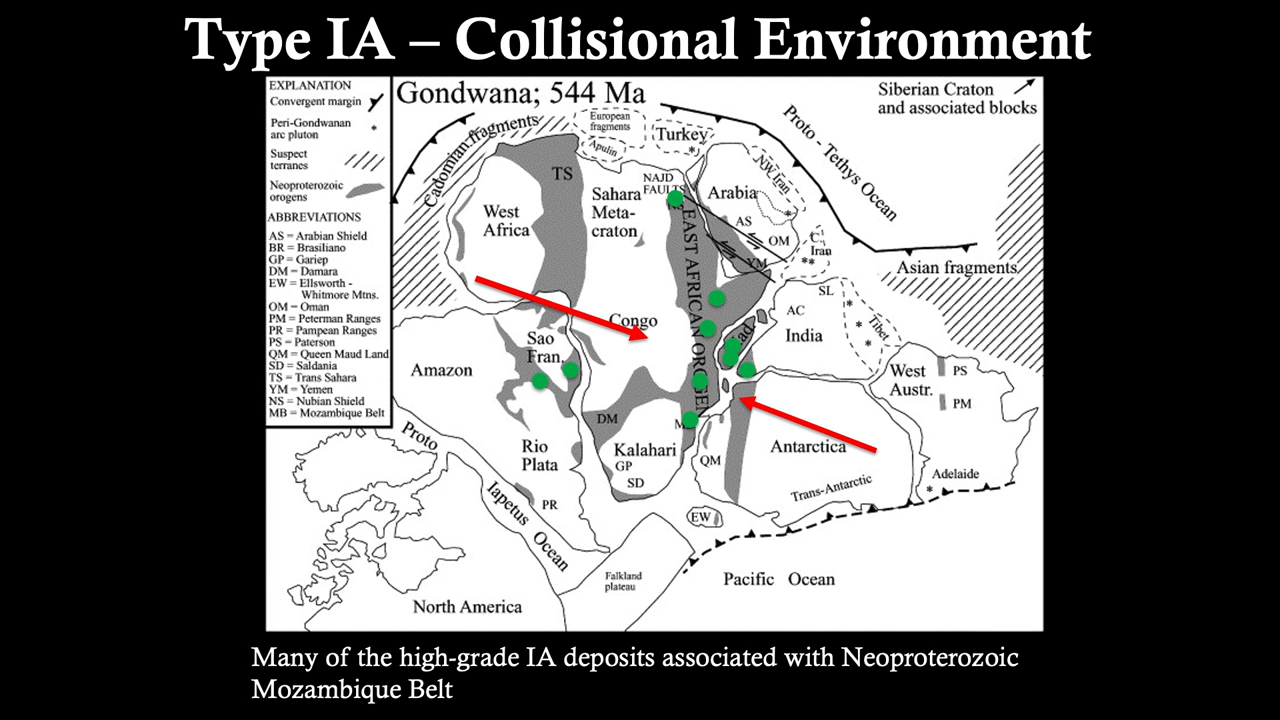 Type IA – Collisional Environment
EXPLANATION
Convergent margin
Peri-Gondwanan
arc pluton
Suspect
terranes
Neoproterozoic
orogens
ABBREVIATIONS
AS = Arabian Shield
BR = Brasiliano
GP = Gariep
DM = Damara
EW = Ellsworth -
Whitmore Mtns.
OM = Oman
PM = Peterman Ranges
PR = Pampean Ranges
PS = Paterson
QM = Queen Maud Land
SD = Saldania
TS = Trans Sahara
YM = Yemen
NS = Nubian Shield
MB = Mozambique Belt
Gondwana; 544 Ma
Siberian Craton
and associated blocks
Cadomian fragments
European
fragments
Apulin
Turkey
Proto - Tethys Ocean
NW Iran
TS
NAJD
FAULTS
Sahara
Meta-
craton
Arabia
West
Africa
AS
OM
YM
C.
Iran
Asian fragments
EAST AFRICAN OROGEN
SL
AC
India
Tibet
Congo
Sao
Fran.
Amazon
West
Austr.
PS
PM
DM
Kalahari
GP
SD
QM
Antarctica
Trans-Antarctic
Adelaide
Rio
Plata
PR
Proto
Iapetus
Ocean
EW
Falkland
plateau
Pacific Ocean
North America
Many of the high-grade IA deposits associated with Neoproterozoic
Mozambique Belt